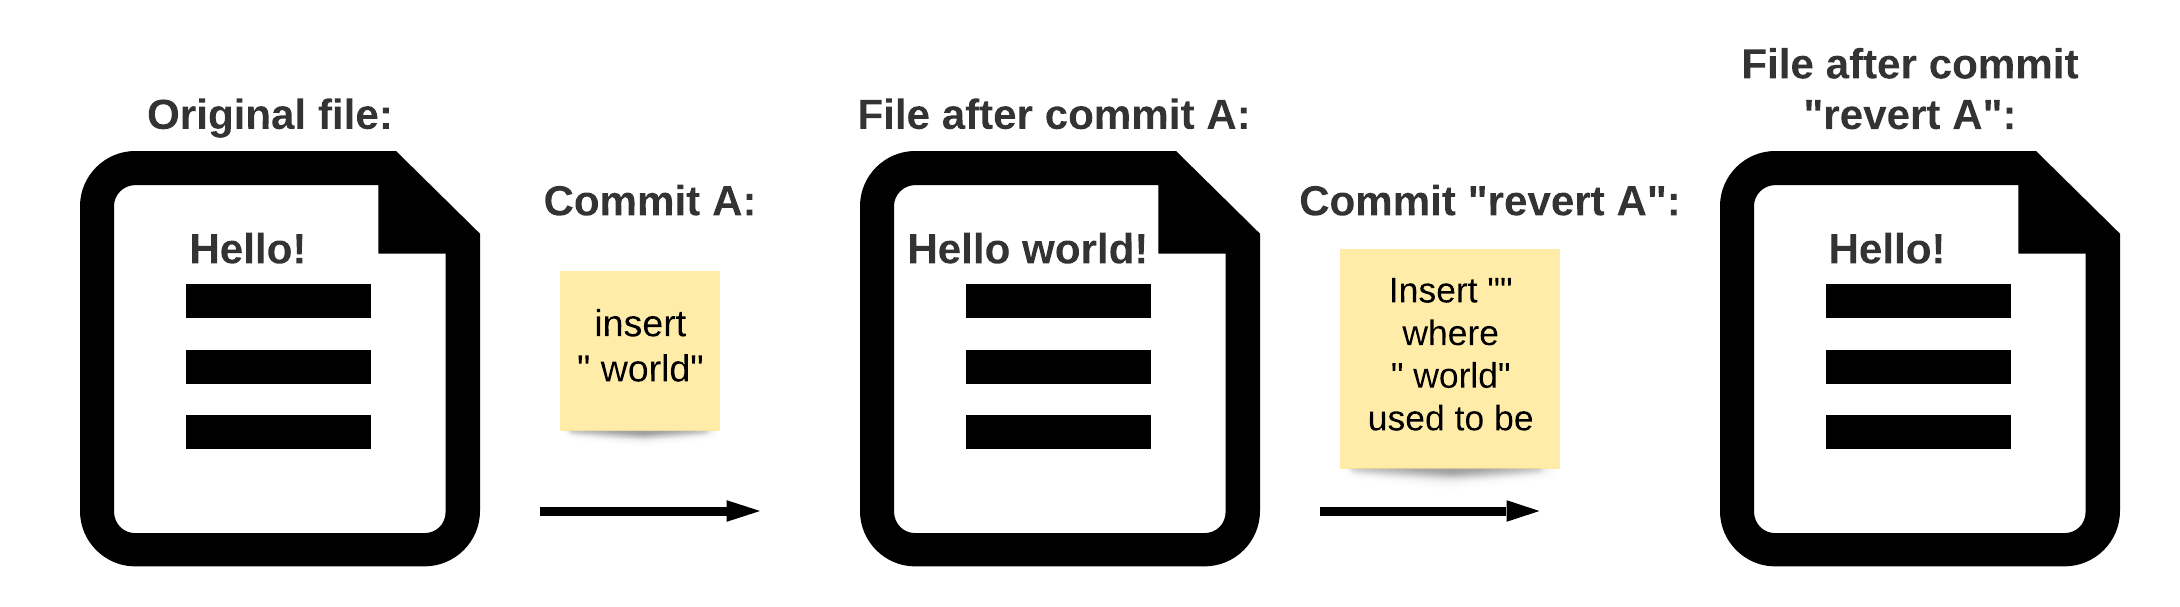 Original file:
Hello!
Commit A:
insert
" world"
File after commit A:
Hello world!
Commit "revert A":
Insert ""
where
" world"
used to be
File after commit
"revert A":
Hello!